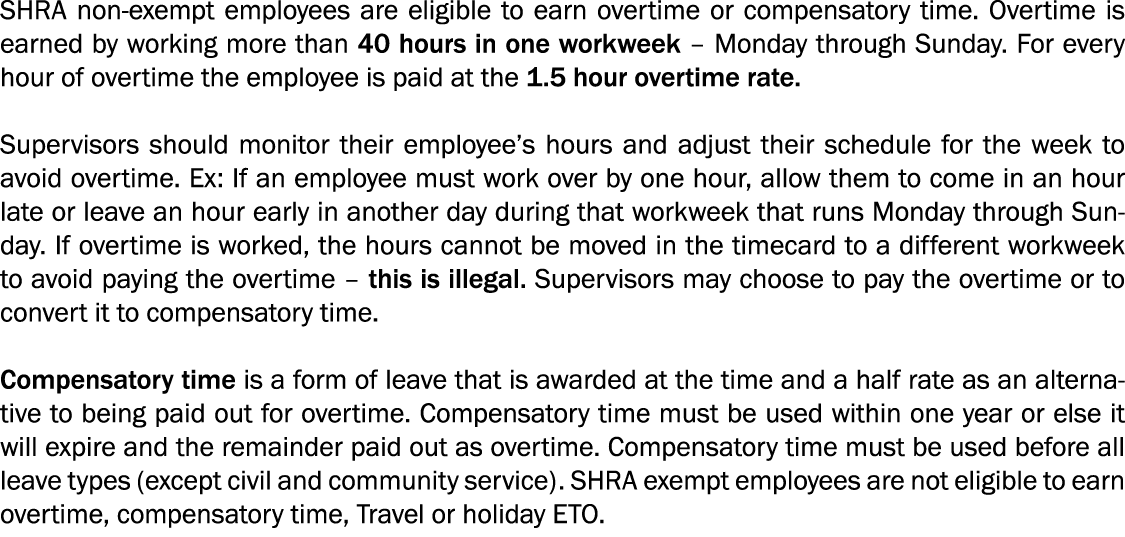 SHRA non-exempt employees are eligible to earn overtime or compensatory time. Overtime is
earned by working more than 40 hours in one workweek – Monday through Sunday. For every
hour of overtime the employee is paid at the 1.5 hour overtime rate.
Supervisors should monitor their employee’s hours and adjust their schedule for the week to
avoid overtime. Ex: If an employee must work over by one hour, allow them to come in an hour
late or leave an hour early in another day during that workweek that runs Monday through Sun-
day. If overtime is worked, the hours cannot be moved in the timecard to a different workweek
to avoid paying the overtime – this is illegal. Supervisors may choose to pay the overtime or to
convert it to compensatory time.
Compensatory time is a form of leave that is awarded at the time and a half rate as an alterna-
tive to being paid out for overtime. Compensatory time must be used within one year or else it
will expire and the remainder paid out as overtime. Compensatory time must be used before all
leave types (except civil and community service). SHRA exempt employees are not eligible to earn
overtime, compensatory time, Travel or holiday ETO.